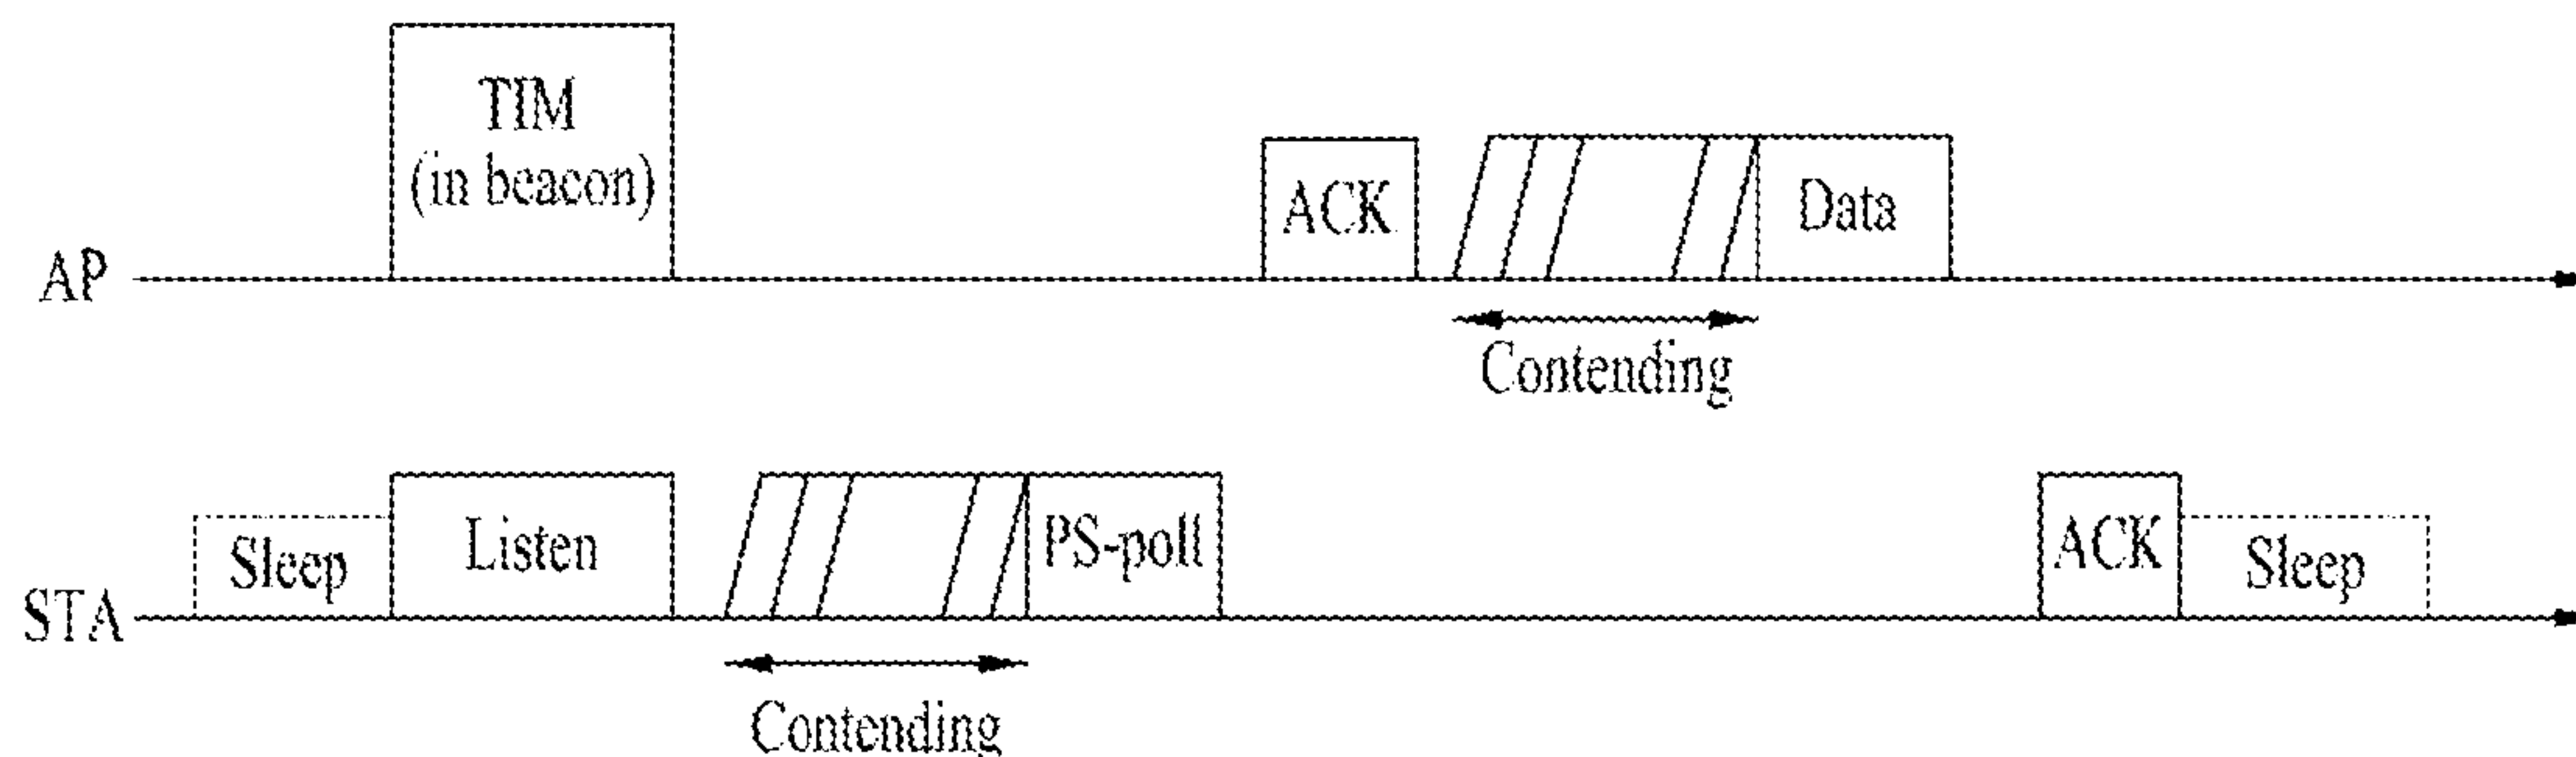 TIM
(in beacon)
ACK
Data
AP
Contending
Sleep
Listen
PS-poll
ACK
Sleep
STA
Contending